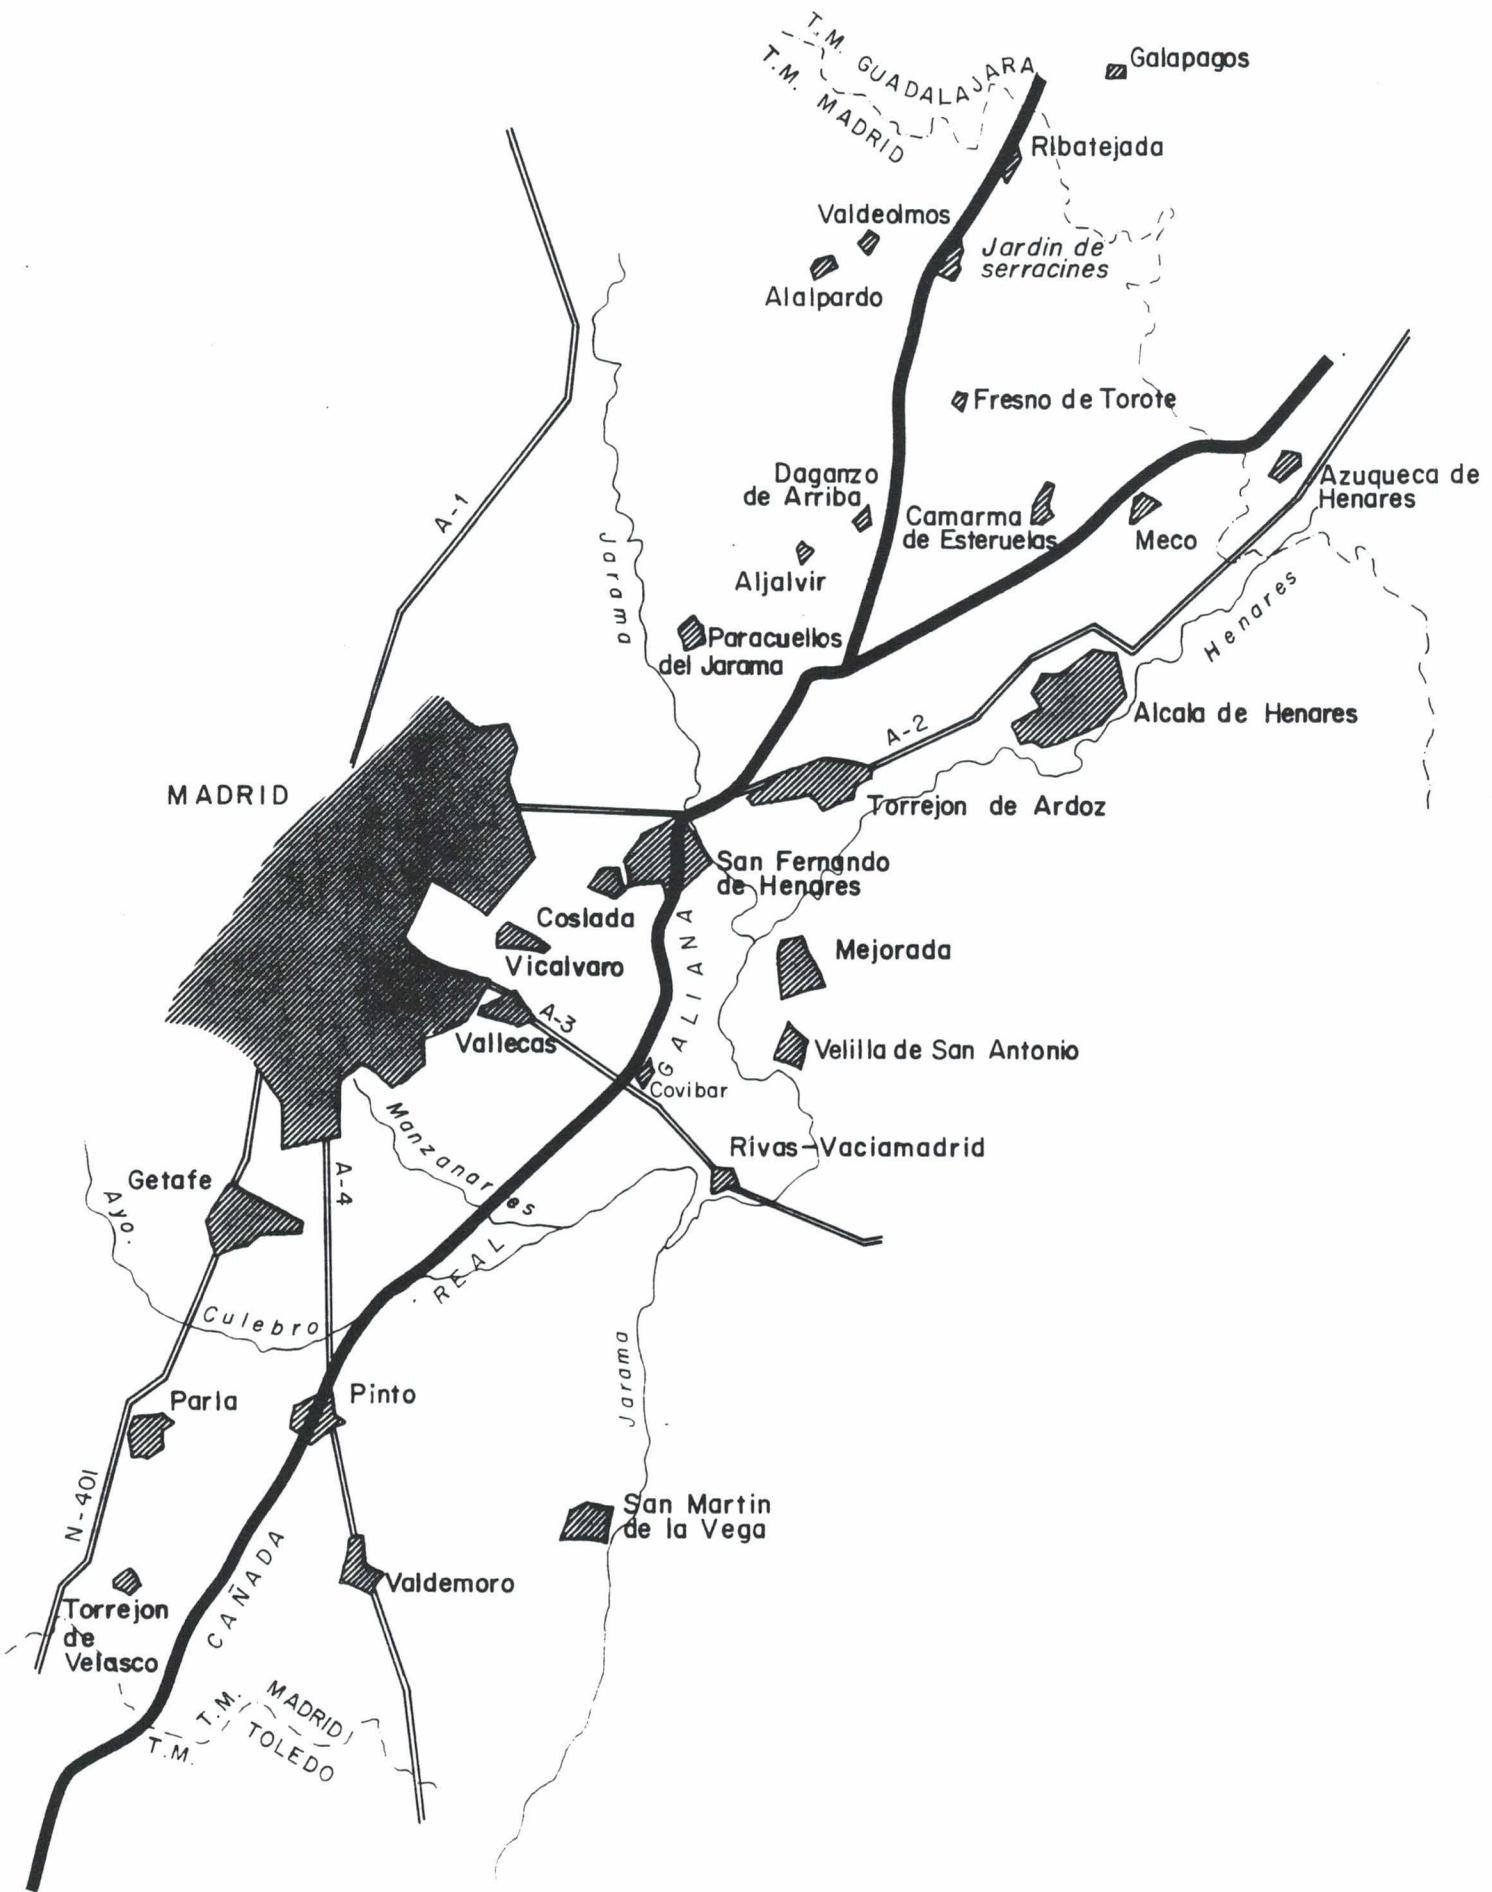 T.M. GUADALAJARA
T.M. MADRID
Galapagos
Ribatejada
Valdeolmos
Jardin de
serracines
Alalpardo
Fresno de Torote
A-1
Jarama
Daganzo
de Arriba
Camarma
de Esteruelas
Meco
Azuqueca de
Henares
Aljalvir
Henares
Paracuellos
del Jarama
Alcala de Henares
A-2
MADRID
Torrejon de Ardoz
San Fernando
de Henares
Coslada
Vicalvaro
Mejorada
GALIANA
A-3
Vallecas
Velilla de San Antonio
Covibar
Manzanares
Rivas-Vaciamadrid
Getafe
A-4
Ayo.
REAL
Culebro
Jarama
Parla
Pinto
N-401
San Martin
de la Vega
CAÑADA
Valdemoro
Torrejon
de
Velasco
T.M. MADRID
T.M. TOLEDO